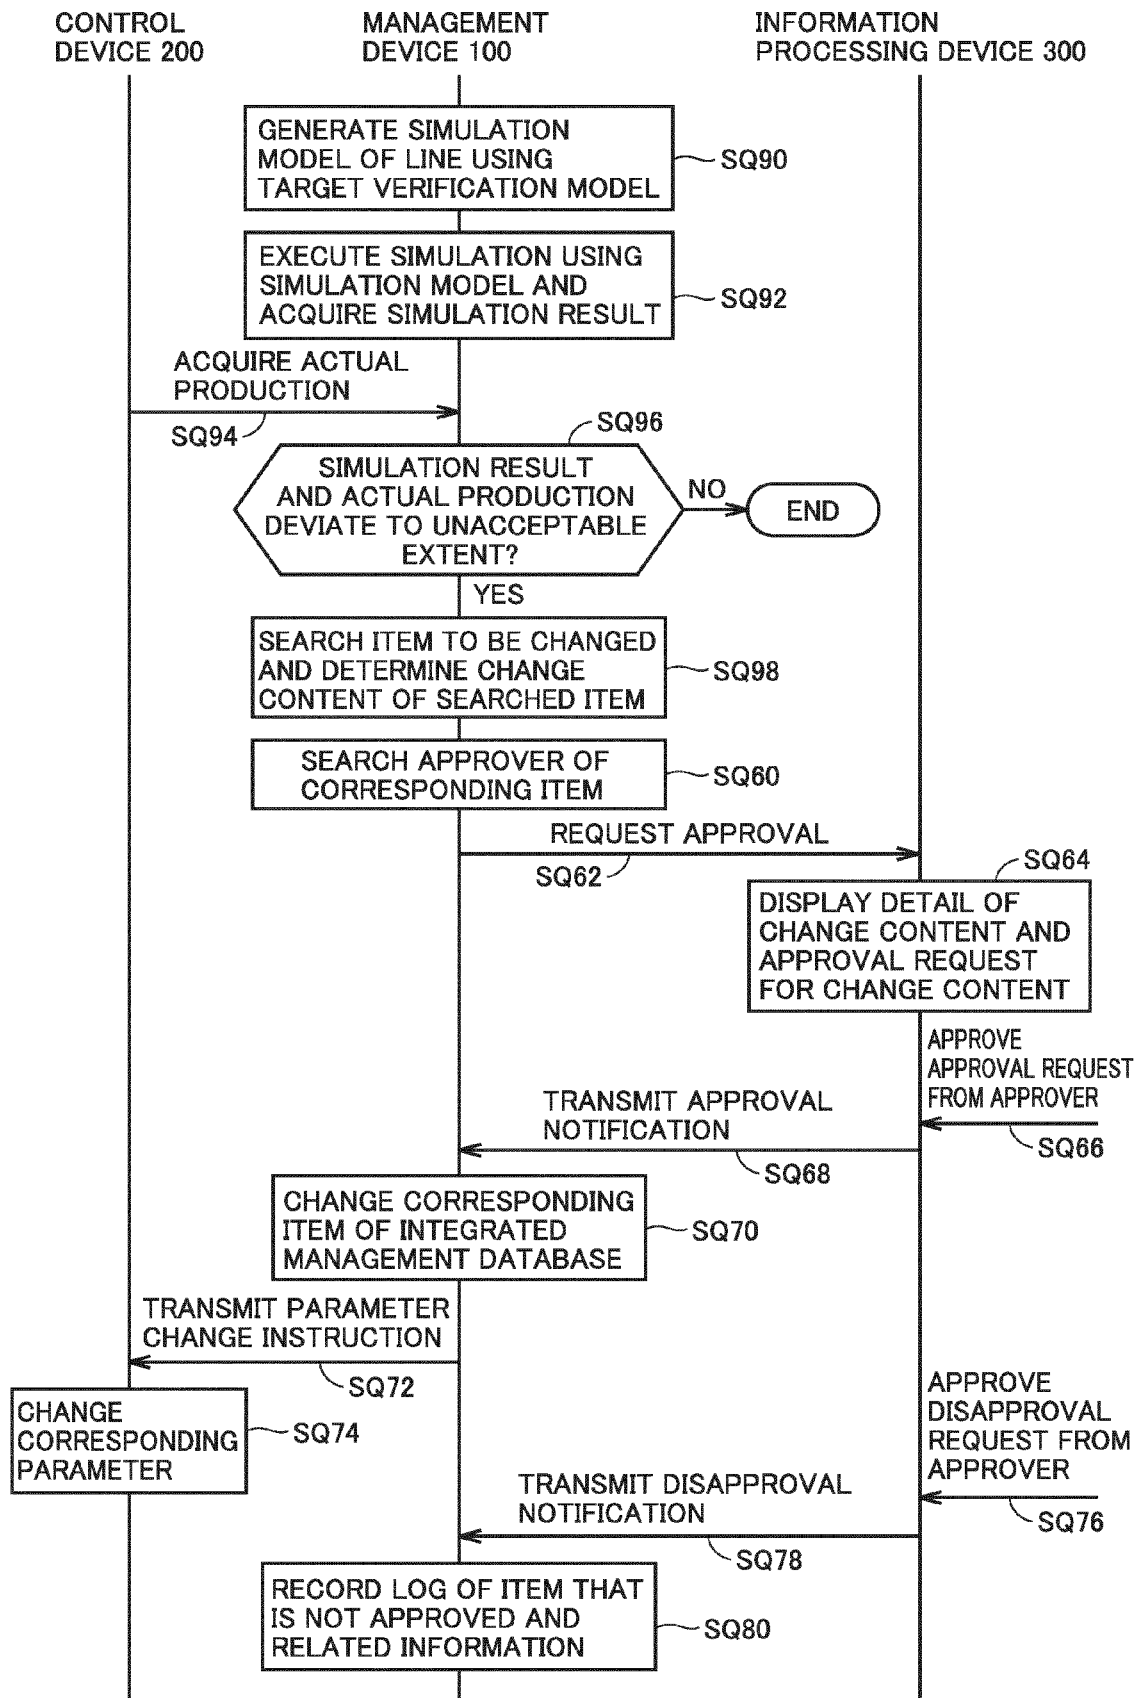 CONTROL
DEVICE 200
MANAGEMENT
DEVICE 100
INFORMATION
PROCESSING DEVICE 300
GENERATE SIMULATION
MODEL OF LINE USING
TARGET VERIFICATION MODEL
SQ90
EXECUTE SIMULATION USING
SIMULATION MODEL AND
ACQUIRE SIMULATION RESULT
SQ92
ACQUIRE ACTUAL
PRODUCTION
SQ94
SQ96
SIMULATION RESULT
AND ACTUAL PRODUCTION
DEVIATE TO UNACCEPTABLE
EXTENT?
NO
END
YES
SEARCH ITEM TO BE CHANGED
AND DETERMINE CHANGE
CONTENT OF SEARCHED ITEM
SQ98
SEARCH APPROVER OF
CORRESPONDING ITEM
SQ60
REQUEST APPROVAL
SQ62
SQ64
DISPLAY DETAIL OF
CHANGE CONTENT AND
APPROVAL REQUEST
FOR CHANGE CONTENT
APPROVE
APPROVAL REQUEST
FROM APPROVER
SQ66
TRANSMIT APPROVAL
NOTIFICATION
SQ68
CHANGE CORRESPONDING
ITEM OF INTEGRATED
MANAGEMENT DATABASE
SQ70
TRANSMIT PARAMETER
CHANGE INSTRUCTION
SQ72
CHANGE
CORRESPONDING
PARAMETER
SQ74
APPROVE
DISAPPROVAL
REQUEST FROM
APPROVER
SQ76
TRANSMIT DISAPPROVAL
NOTIFICATION
SQ78
RECORD LOG OF ITEM THAT
IS NOT APPROVED AND
RELATED INFORMATION
SQ80